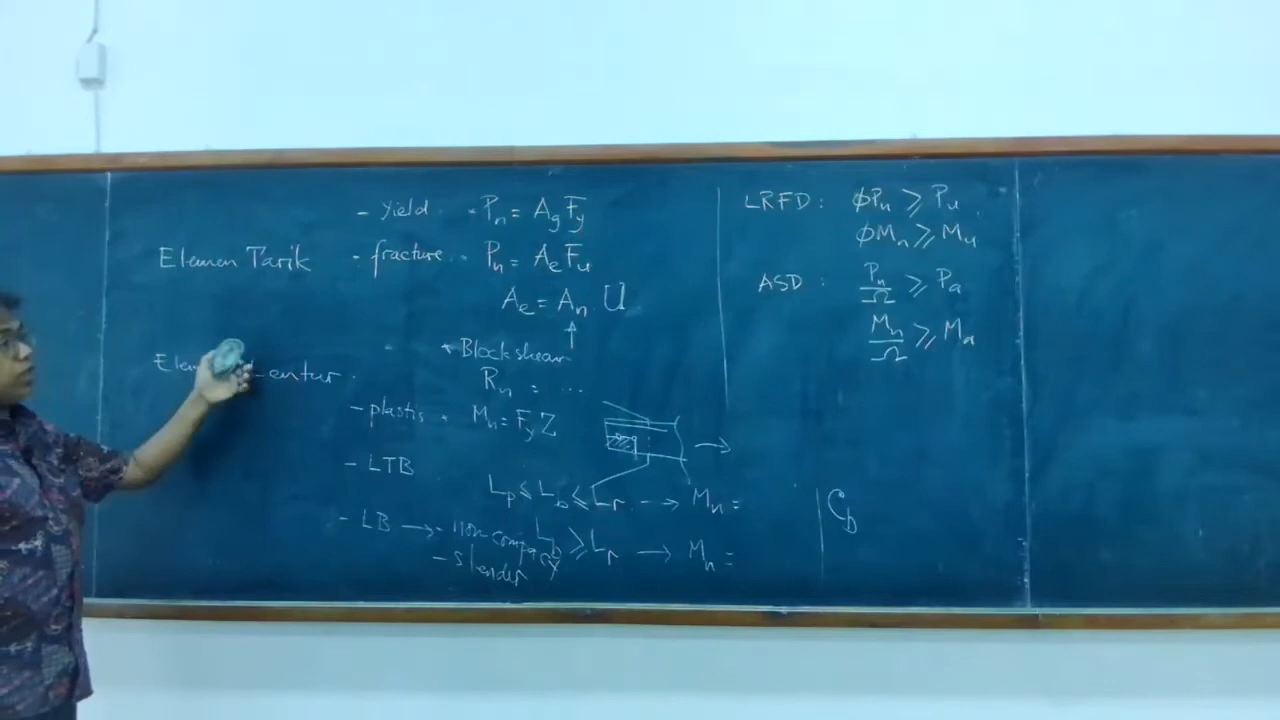 - yield - Pn = Ag Fy
Elemen Tarik - fracture - Pn = Ae Fu
Ae = An . U
↑
- Block shear
Rn = ...
Elem lentur
- plastis - Mn = Fy Z
- LTB
Lp ≤ Lb ≤ Lr → Mn =
- LB → - non compact Lb ≥ Lr → Mn =
- slender
Cb
LRFD : ϕPn ≥ Pu
ϕMn ≥ Mu
ASD : Pn/Ω ≥ Pa
Mn/Ω ≥ Ma